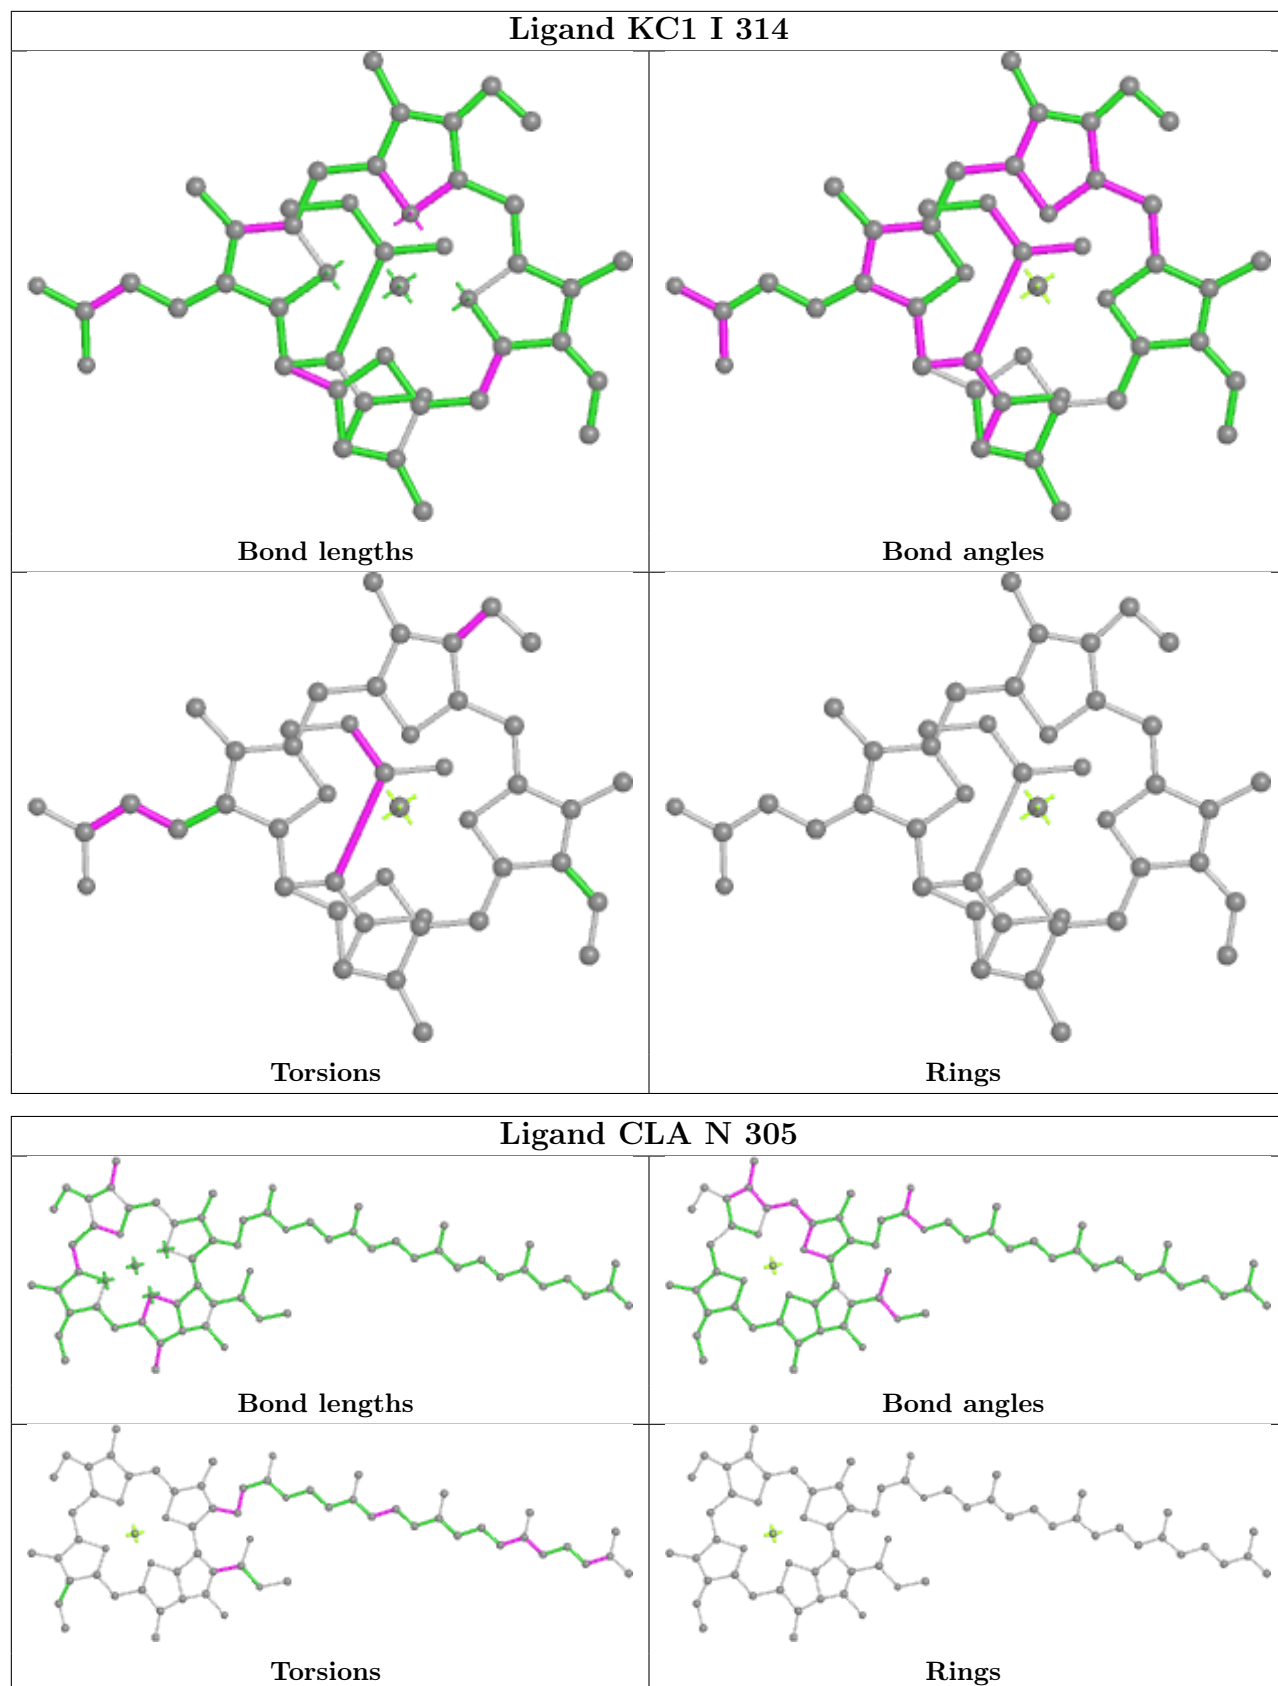 Ligand KC1 I 314
Bond lengths
Bond angles
Torsions
Rings
Ligand CLA N 305
Bond lengths
Bond angles
Torsions
Rings